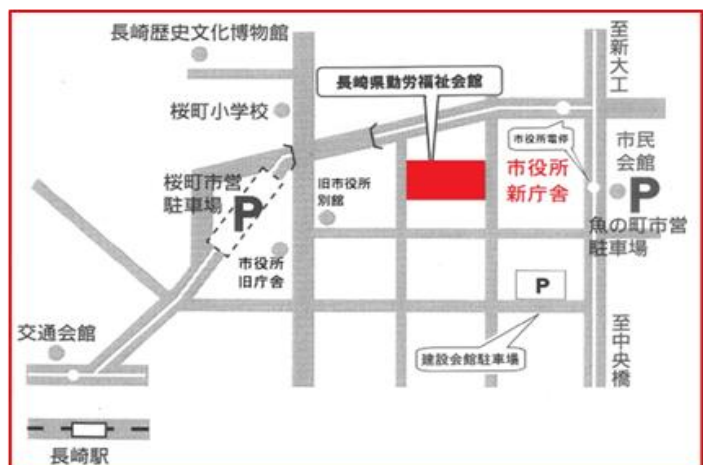 長崎歴史文化博物館
至新大工
長崎県勤労福祉会館
桜町小学校
市役所電停
市民
会館
P
桜町市営
駐車場
P
旧市役所
別館
市役所
新庁舎
魚の町市営
駐車場
市役所
旧庁舎
P
建設会館駐車場
至中央橋
交通会館
長崎駅